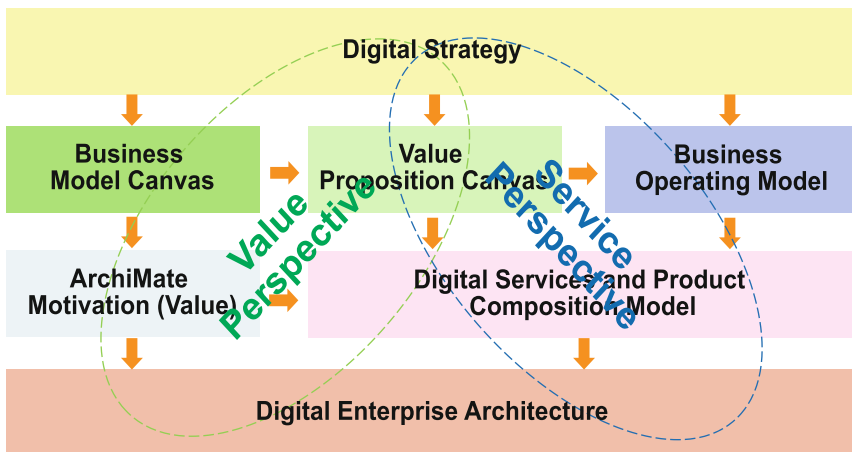 Digital Strategy
Business
Model Canvas
Value
Proposition Canvas
Business
Operating Model
Value
Perspective
Service
Perspective
ArchiMate
Motivation (Value)
Digital Services and Product
Composition Model
Digital Enterprise Architecture